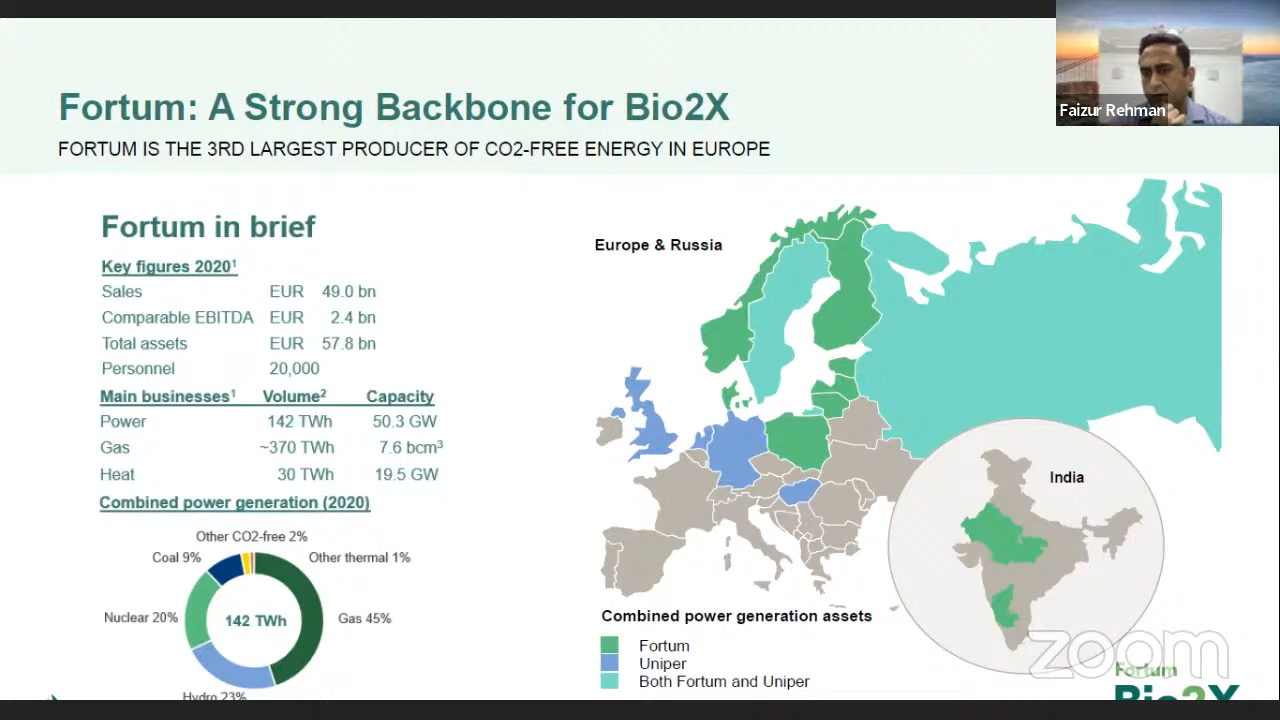 Faizur Rehman
Fortum: A Strong Backbone for Bio2X
FORTUM IS THE 3RD LARGEST PRODUCER OF CO2-FREE ENERGY IN EUROPE
Fortum in brief
Key figures 2020¹
Sales EUR 49.0 bn
Comparable EBITDA EUR 2.4 bn
Total assets EUR 57.8 bn
Personnel 20,000
Main businesses¹ Volume² Capacity
Power 142 TWh 50.3 GW
Gas ~370 TWh 7.6 bcm³
Heat 30 TWh 19.5 GW
Combined power generation (2020)
Other CO2-free 2%
Coal 9%
Other thermal 1%
Nuclear 20%
142 TWh
Gas 45%
Hydro 23%
Europe & Russia
India
Combined power generation assets
Fortum
Uniper
Both Fortum and Uniper
zoom
Fortum
Bio2X